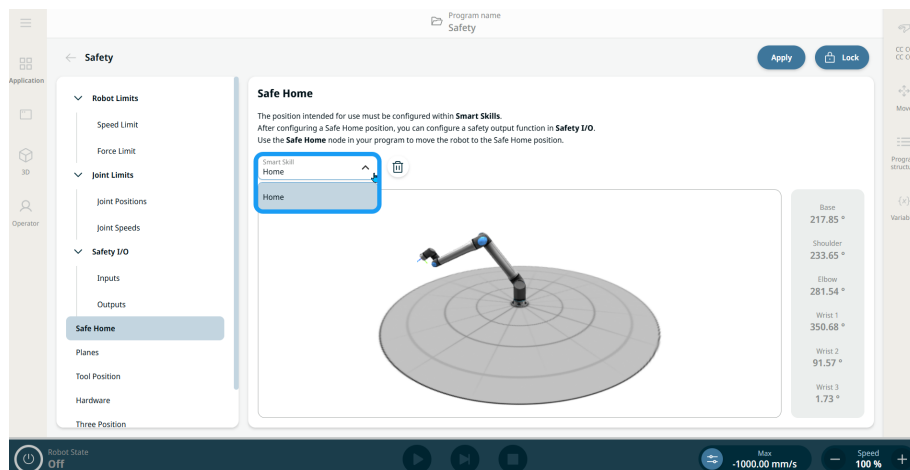 Program name
Safety
Application
3D
Operator
Safety
Apply
Lock
Robot Limits
Speed Limit
Force Limit
Joint Limits
Joint Positions
Joint Speeds
Safety I/O
Inputs
Outputs
Safe Home
Planes
Tool Position
Hardware
Three Position
Safe Home
The position intended for use must be configured within Smart Skills.
After configuring a Safe Home position, you can configure a safety output function in Safety I/O.
Use the Safe Home node in your program to move the robot to the Safe Home position.
Smart Skill
Home
Home
Base
217.85 °
Shoulder
233.65 °
Elbow
281.54 °
Wrist 1
350.68 °
Wrist 2
91.57 °
Wrist 3
1.73 °
Robot State
Off
Max
-1000.00 mm/s
Speed
100 %